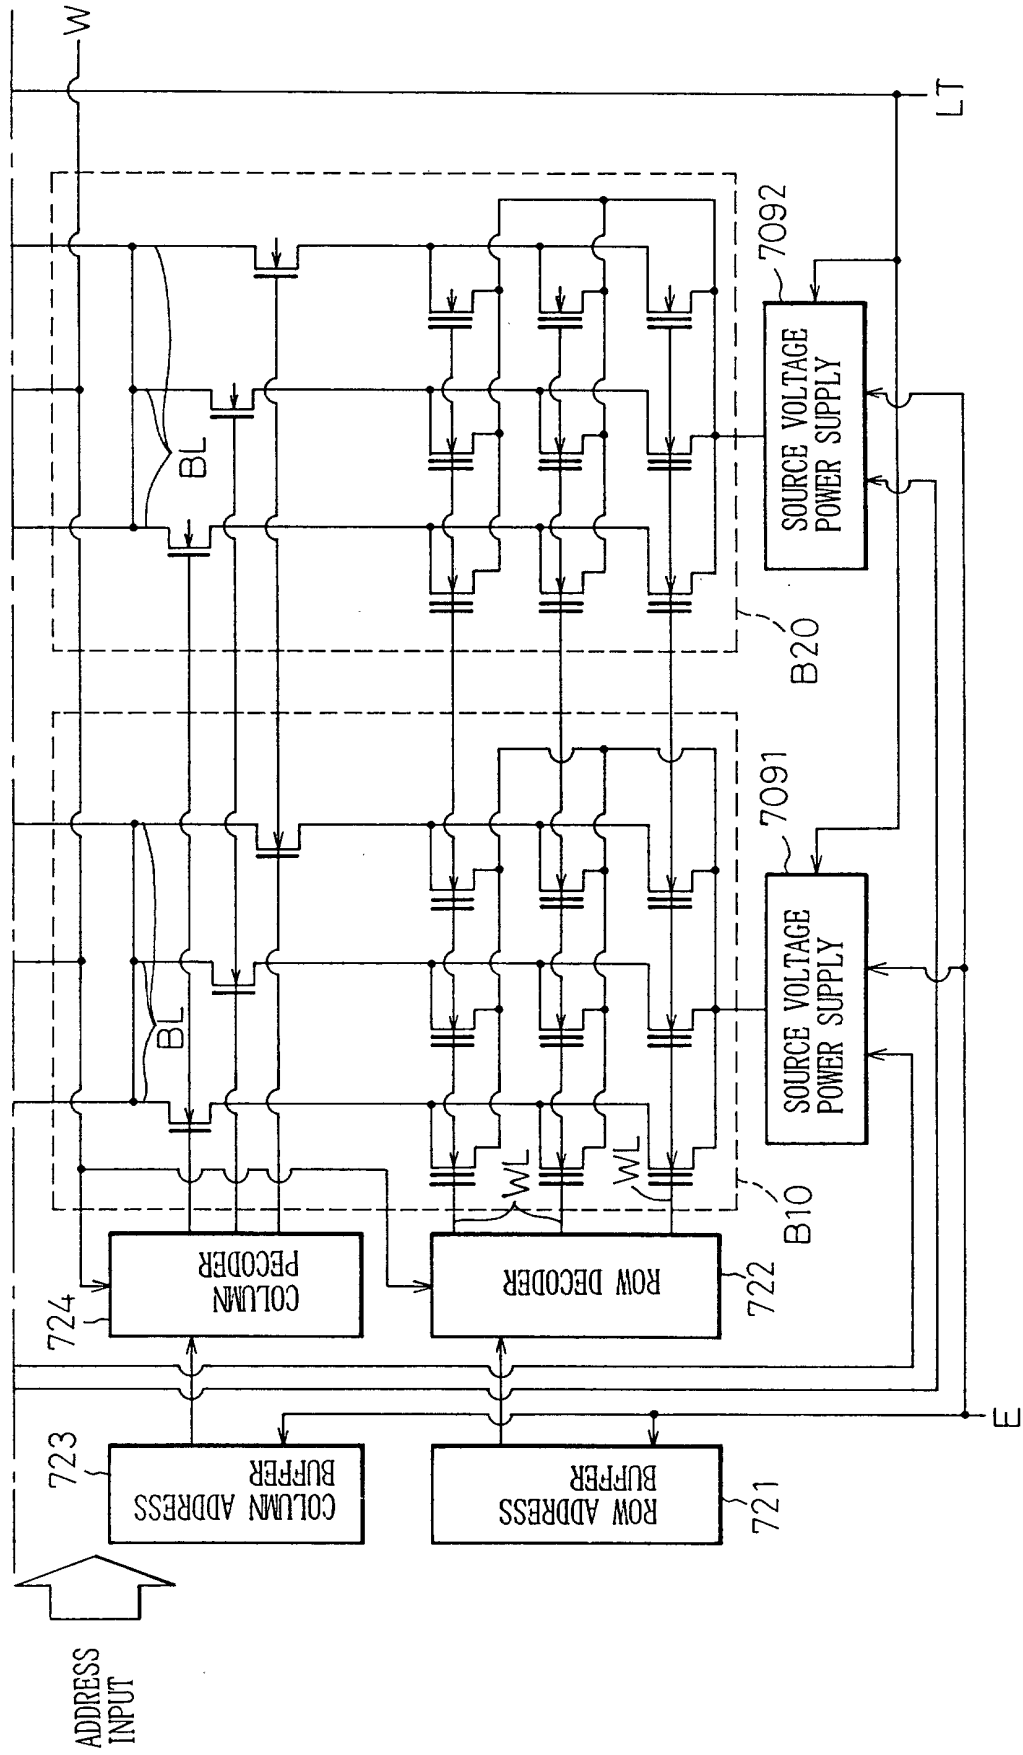 ADDRESS
INPUT
723
COLUMN ADDRESS
BUFFER
721
ROW ADDRESS
BUFFER
E
724
COLUMN
PECODER
722
ROW DECODER
WL
WL
B10
BL
7091
SOURCE VOLTAGE
POWER SUPPLY
B20
BL
7092
SOURCE VOLTAGE
POWER SUPPLY
W
LT